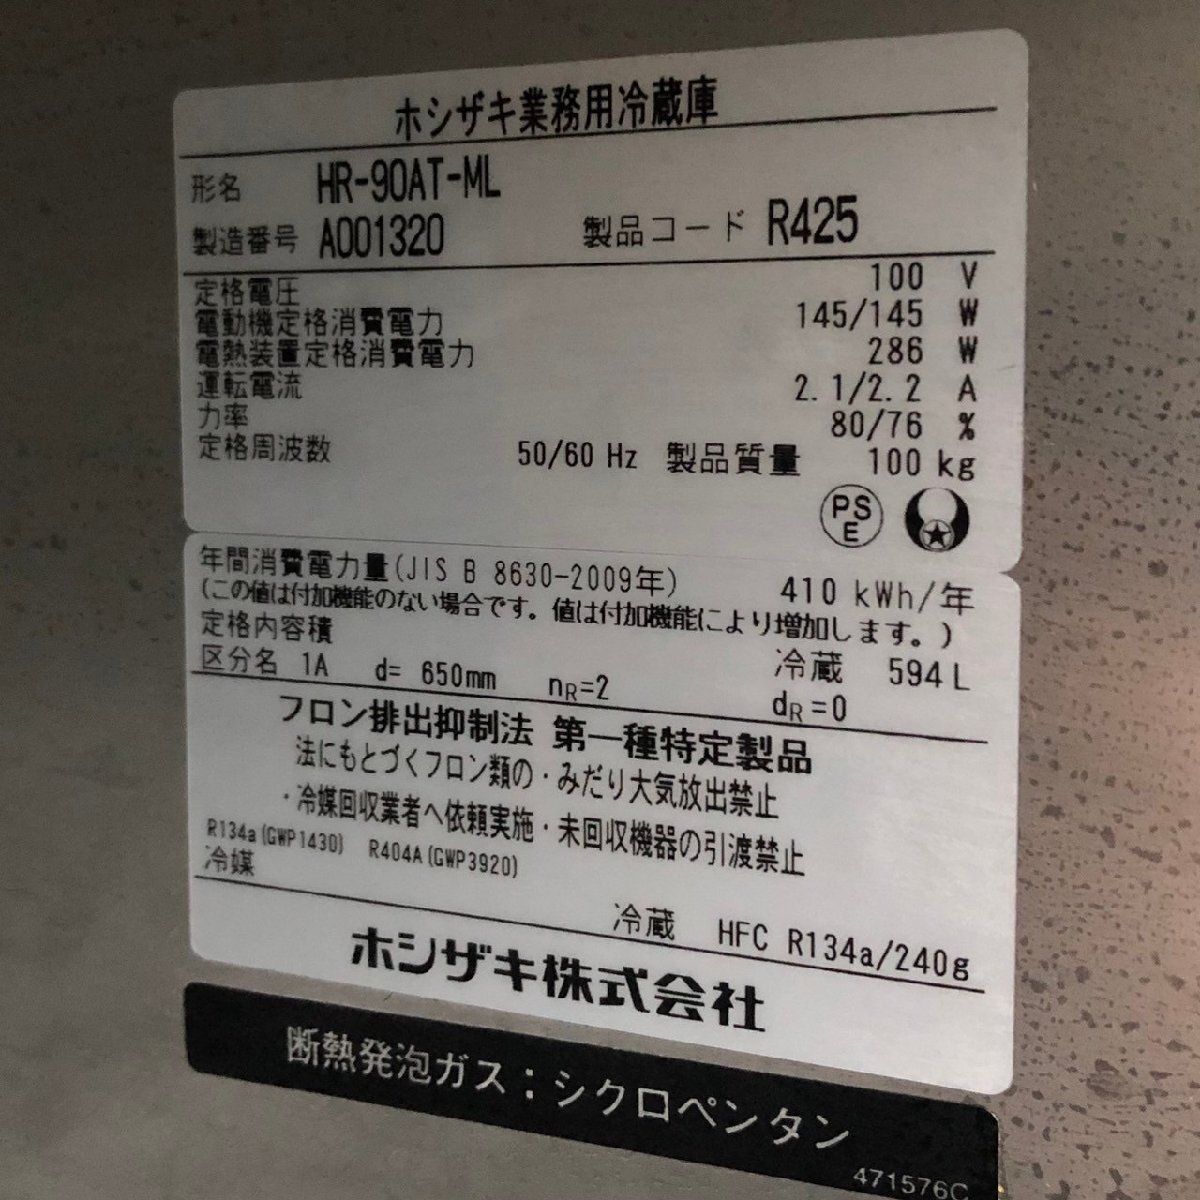 ホシザキ業務用冷蔵庫
形名 HR-90AT-ML
製造番号 A001320 製品コード R425
定格電圧 100 V
電動機定格消費電力 145/145 W
電熱装置定格消費電力 286 W
運転電流 2.1/2.2 A
力率 80/76 %
定格周波数 50/60 Hz 製品質量 100 kg
PS
E
年間消費電力量(JIS B 8630-2009年) 410 kWh/年
(この値は付加機能のない場合です。値は付加機能により増加します。)
定格内容積 冷蔵 594 L
区分名 1A d= 650mm nR=2 dR=0
フロン排出抑制法 第一種特定製品
法にもとづくフロン類の・みだり大気放出禁止
・冷媒回収業者へ依頼実施・未回収機器の引渡禁止
R134a(GWP1430) R404A(GWP3920)
冷媒 冷蔵 HFC R134a/240g
ホシザキ株式会社
断熱発泡ガス：シクロペンタン
471576C